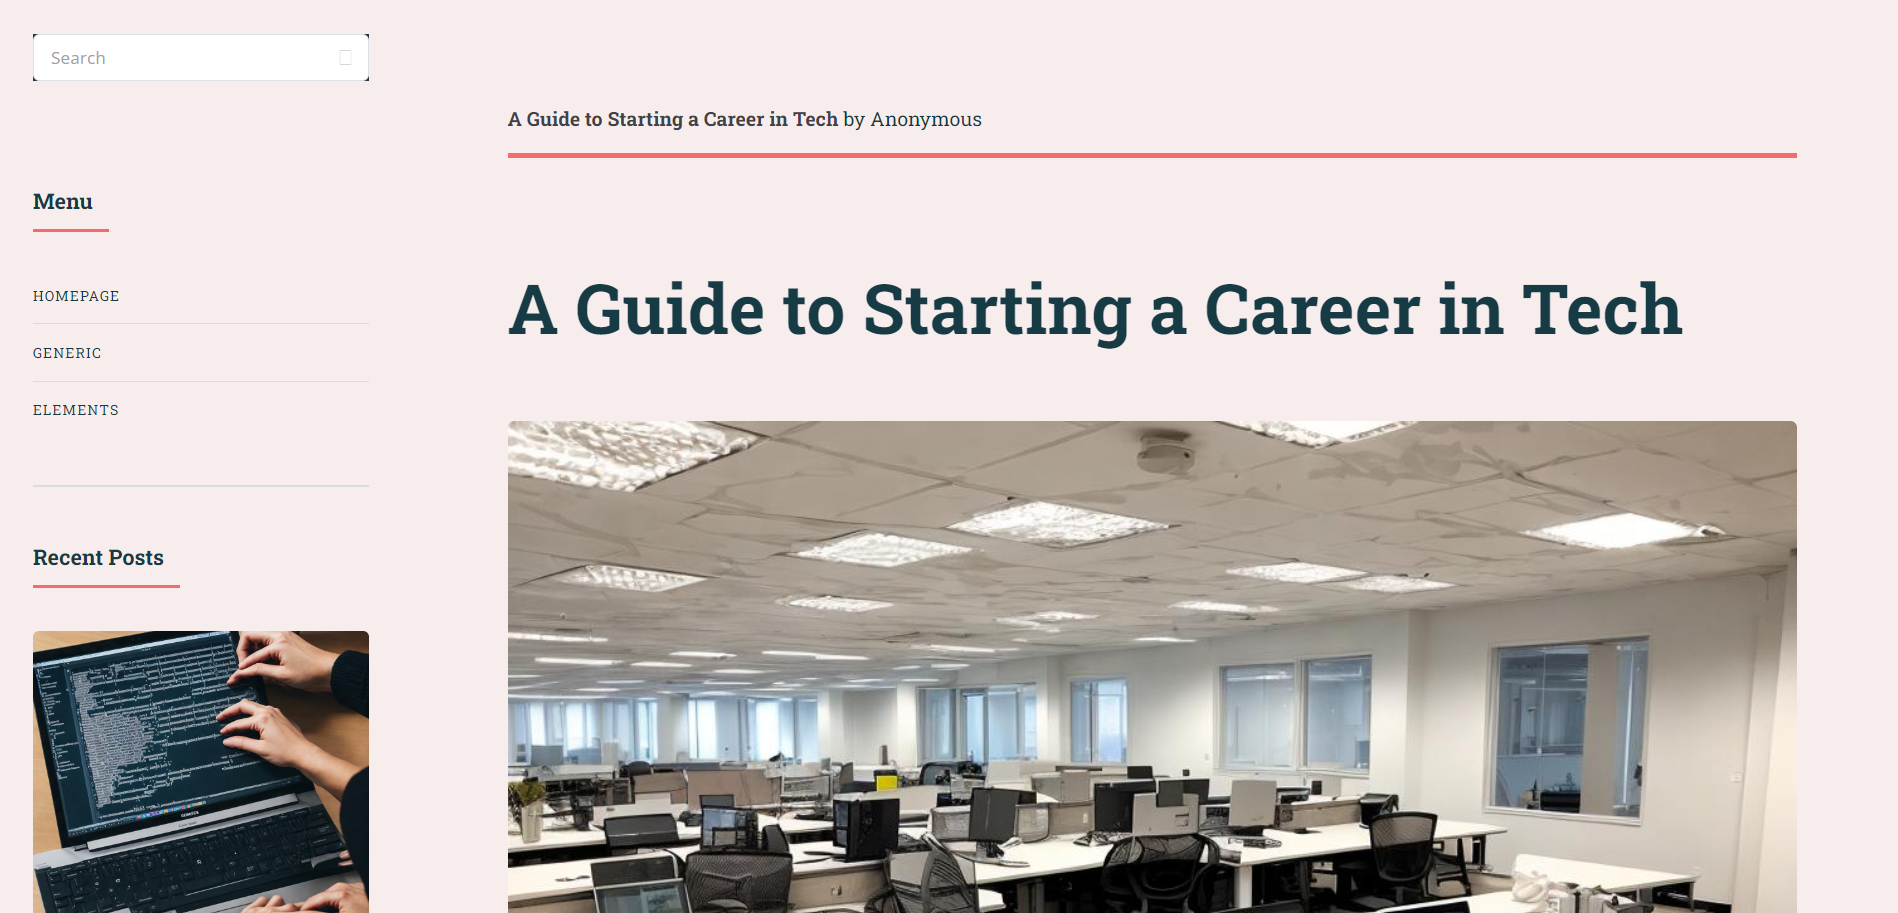 Search
Menu
HOMEPAGE
GENERIC
ELEMENTS
Recent Posts
A Guide to Starting a Career in Tech by Anonymous
A Guide to Starting a Career in Tech